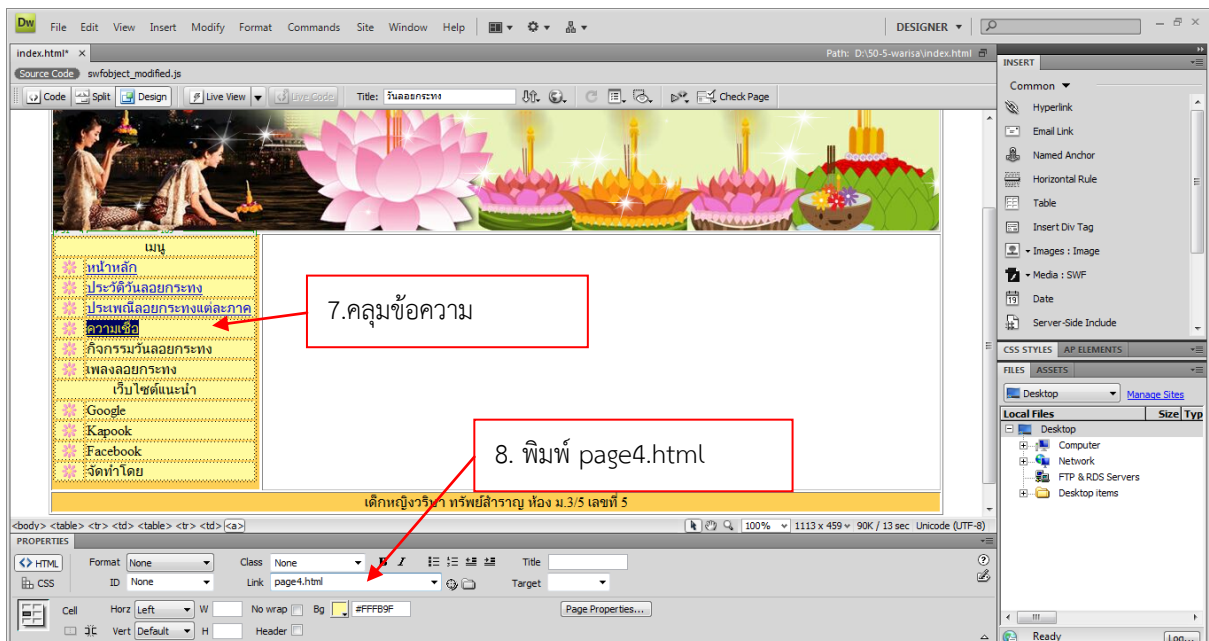 Dw File Edit View Insert Modify Format Commands Site Window Help DESIGNER
index.html* × Path: D:\50-5-warisa\index.html
Source Code swfobject_modified.js
Code Split Design Live View Live Code Title: วันลอยกระทง Check Page
เมนู
หน้าหลัก
ประวัติวันลอยกระทง
ประเพณีลอยกระทงแต่ละภาค
ความเชื่อ
กิจกรรมวันลอยกระทง
เพลงลอยกระทง
เว็บไซต์แนะนำ
Google
Kapook
Facebook
จัดทำโดย
7.คลุมข้อความ
8. พิมพ์ page4.html
เด็กหญิงวริษา ทรัพย์สำราญ ห้อง ม.3/5 เลขที่ 5
<body> <table> <tr> <td> <table> <tr> <td> <a> 100% 1113 x 459 90K / 13 sec Unicode (UTF-8)
PROPERTIES
<> HTML Format None Class None B I Title
CSS ID None Link page4.html Target
Cell Horz Left W No wrap Bg #FFFB9F Page Properties...
Vert Default H Header
INSERT
Common
Hyperlink
Email Link
Named Anchor
Horizontal Rule
Table
Insert Div Tag
Images : Image
Media : SWF
19 Date
Server-Side Include
CSS STYLES AP ELEMENTS
FILES ASSETS
Desktop Manage Sites
Local Files Size Typ
Desktop
Computer
Network
FTP & RDS Servers
Desktop items
Ready Log...